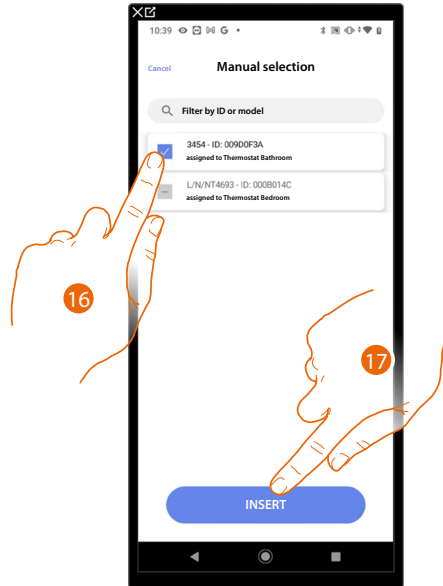 10:39 G
Cancel
Manual selection
Filter by ID or model
3454 - ID: 009D0F3A
assigned to Thermostat Bathroom
L/N/NT4693 - ID: 000B014C
assigned to Thermostat Bedroom
16
17
INSERT